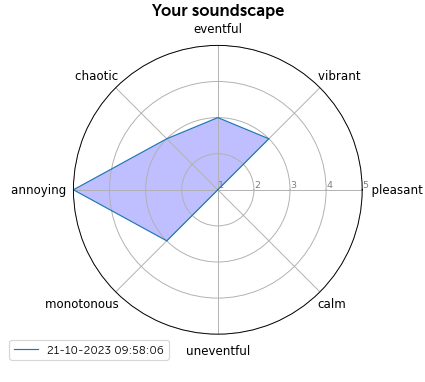 Your soundscape
eventful
chaotic
vibrant
annoying
1
2
3
4
5
pleasant
monotonous
calm
uneventful
21-10-2023 09:58:06